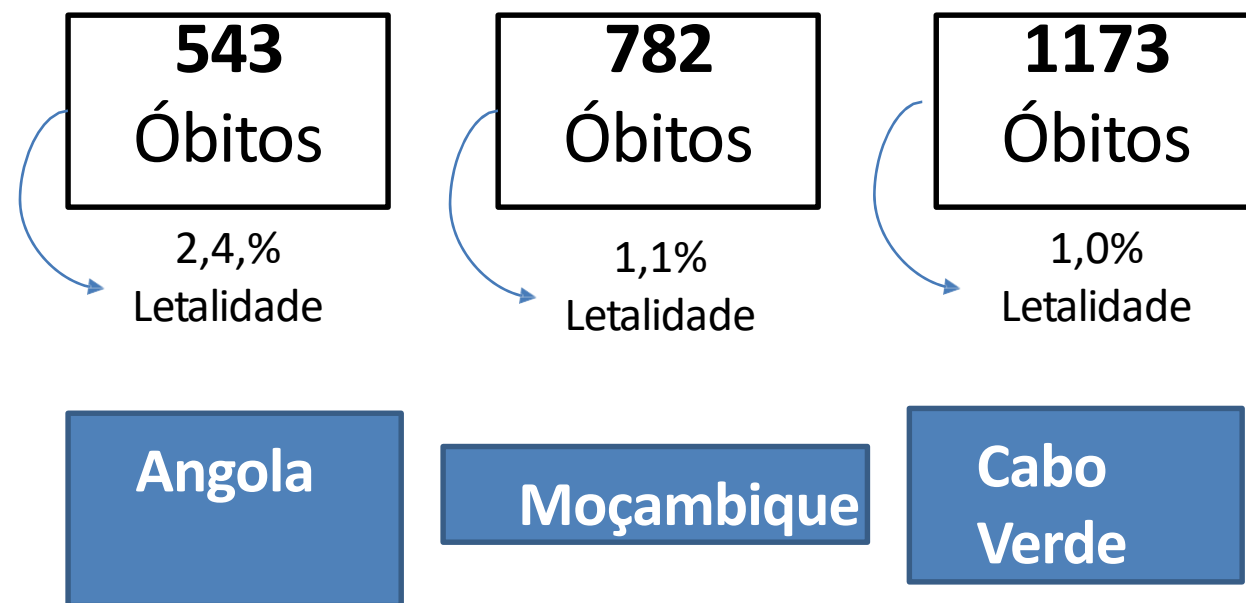 543
Óbitos
2,4,%
Letalidade
Angola
782
Óbitos
1,1%
Letalidade
Moçambique
1173
Óbitos
1,0%
Letalidade
Cabo
Verde